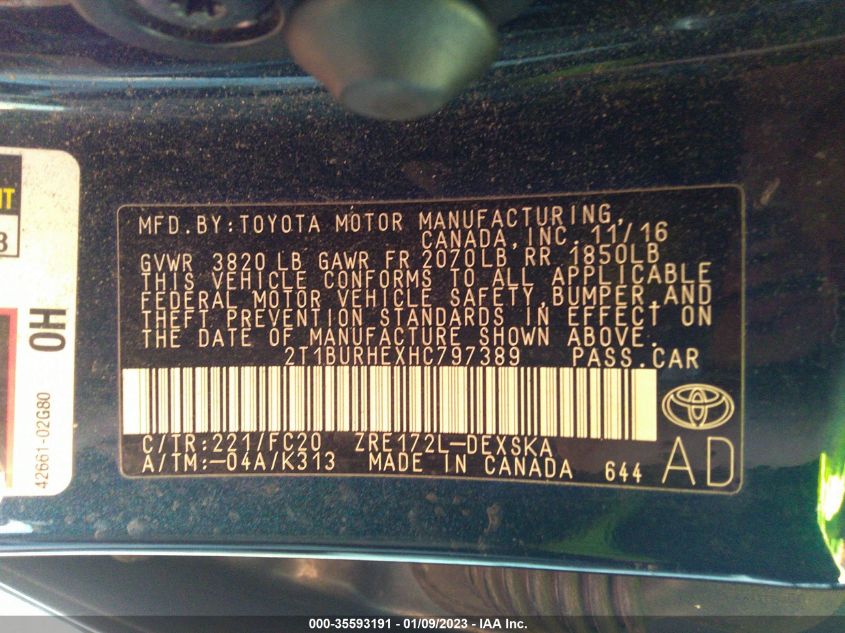 MFD.BY:TOYOTA MOTOR MANUFACTURING,
CANADA,INC. 11/16
GVWR 3820 LB GAWR FR 2070LB RR 1850LB
THIS VEHICLE CONFORMS TO ALL APPLICABLE
FEDERAL MOTOR VEHICLE SAFETY,BUMPER,AND
THEFT PREVENTION STANDARDS IN EFFECT ON
THE DATE OF MANUFACTURE SHOWN ABOVE.
2T1BURHEXHC797389 PASS.CAR
C/TR:221/FC20 ZRE172L-DEXSKA
A/TM:-04A/K313 MADE IN CANADA 644
AD
OH
42661-02G80
000-35593191 - 01/09/2023 - IAA Inc.